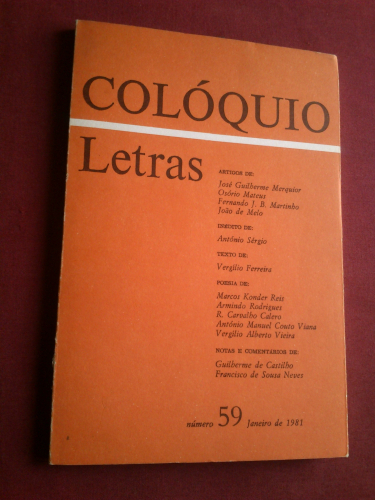 COLÓQUIO
Letras
ARTIGOS DE:
José Guilherme Merquior
Osório Mateus
Fernando J. B. Martinho
João de Melo
INÉDITO DE:
António Sérgio
TEXTO DE:
Vergílio Ferreira
POESIA DE:
Marcos Konder Reis
Armindo Rodrigues
R. Carvalho Calero
António Manuel Couto Viana
Vergílio Alberto Vieira
NOTAS E COMENTÁRIOS DE:
Guilherme de Castilho
Francisco de Sousa Neves
número 59 Janeiro de 1981